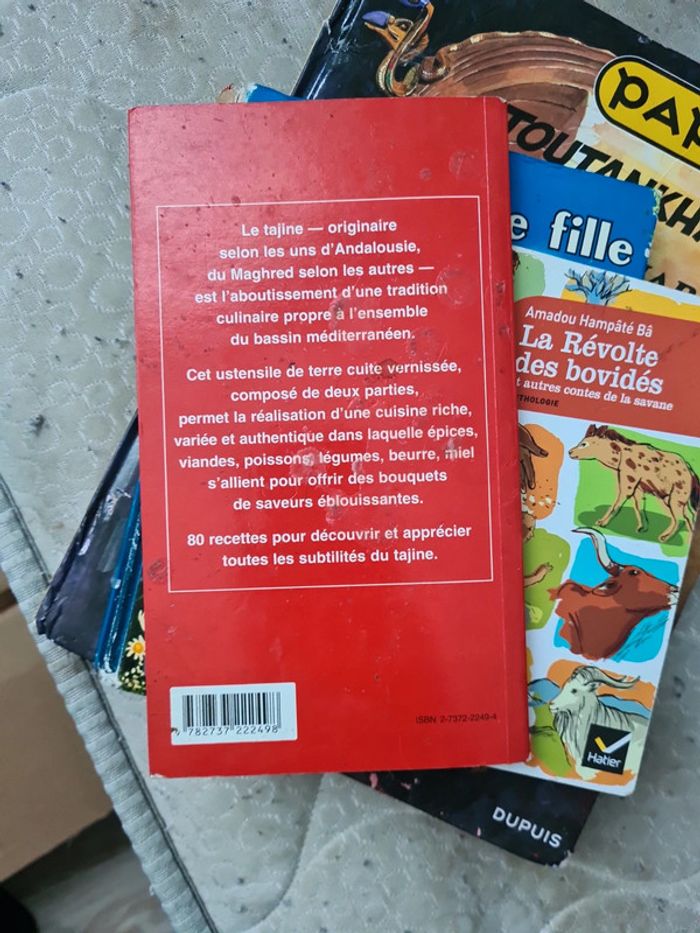 Le tajine — originaire
selon les uns d'Andalousie,
du Maghred selon les autres —
est l'aboutissement d'une tradition
culinaire propre à l'ensemble
du bassin méditerranéen.
Cet ustensile de terre cuite vernissée,
composé de deux parties,
permet la réalisation d'une cuisine riche,
variée et authentique dans laquelle épices,
viandes, poissons, légumes, beurre, miel
s'allient pour offrir des bouquets
de saveurs éblouissantes.
80 recettes pour découvrir et apprécier
toutes les subtilités du tajine.
782737 222498
ISBN 2-7372-2249-4
PAP
TOUTANKH
e fille
Amadou Hampâté Bâ
La Révolte
des bovidés
t autres contes de la savane
THOLOGIE
Hatier
DUPUIS